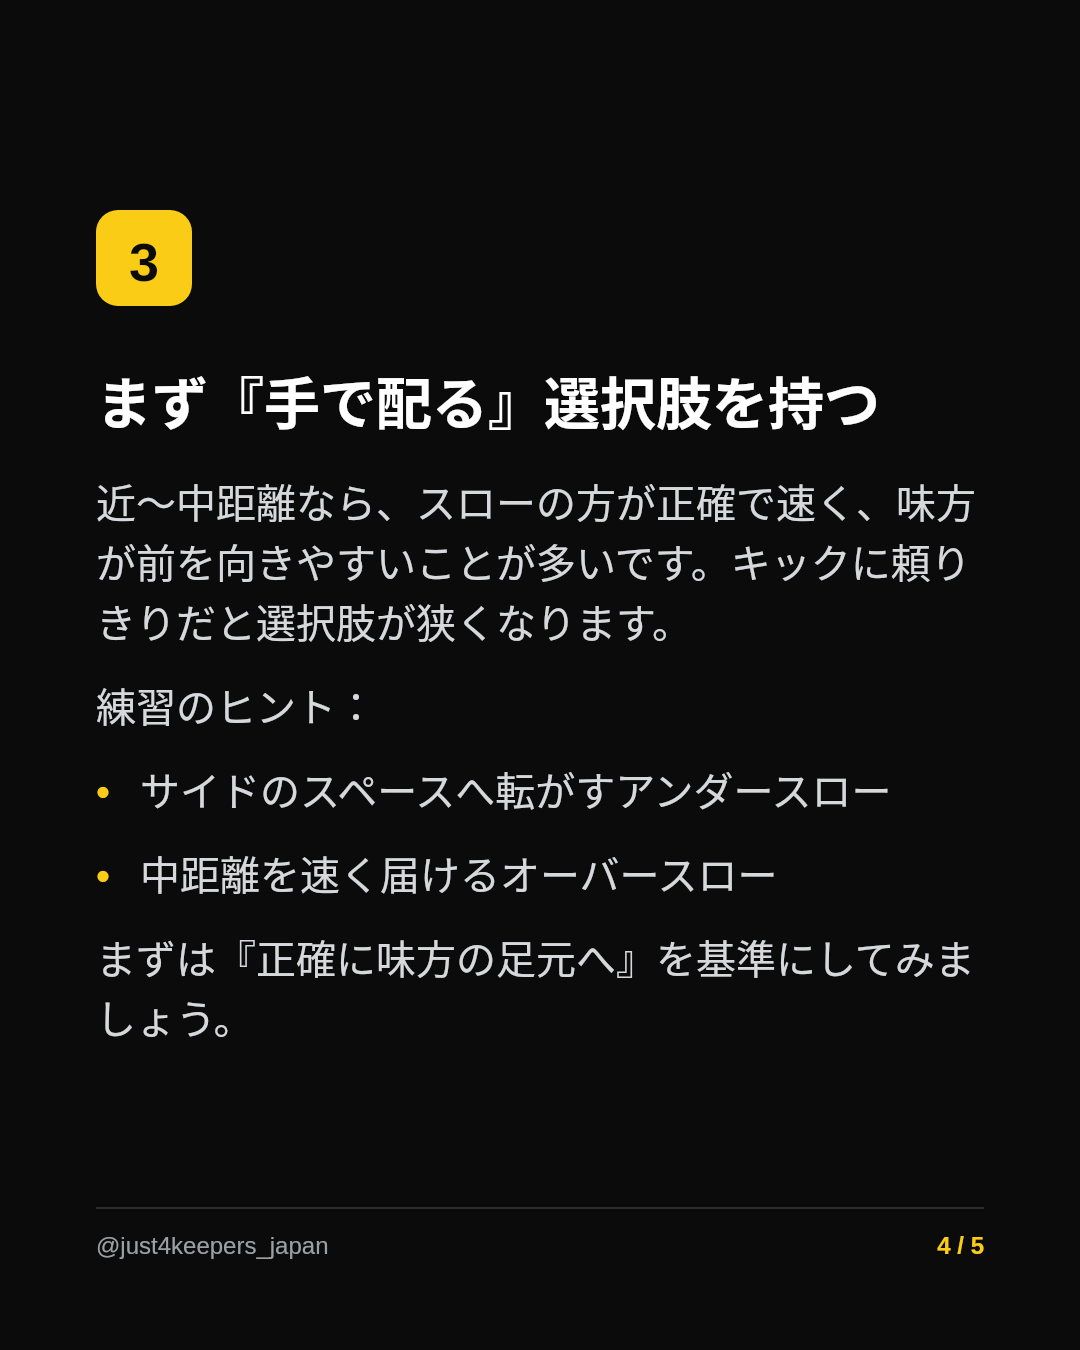 3
まず『手で配る』選択肢を持つ
近〜中距離なら、スローの方が正確で速く、味方
が前を向きやすいことが多いです。キックに頼り
きりだと選択肢が狭くなります。
練習のヒント：
• サイドのスペースへ転がすアンダースロー
• 中距離を速く届けるオーバースロー
まずは『正確に味方の足元へ』を基準にしてみま
しょう。
@just4keepers_japan
4 / 5